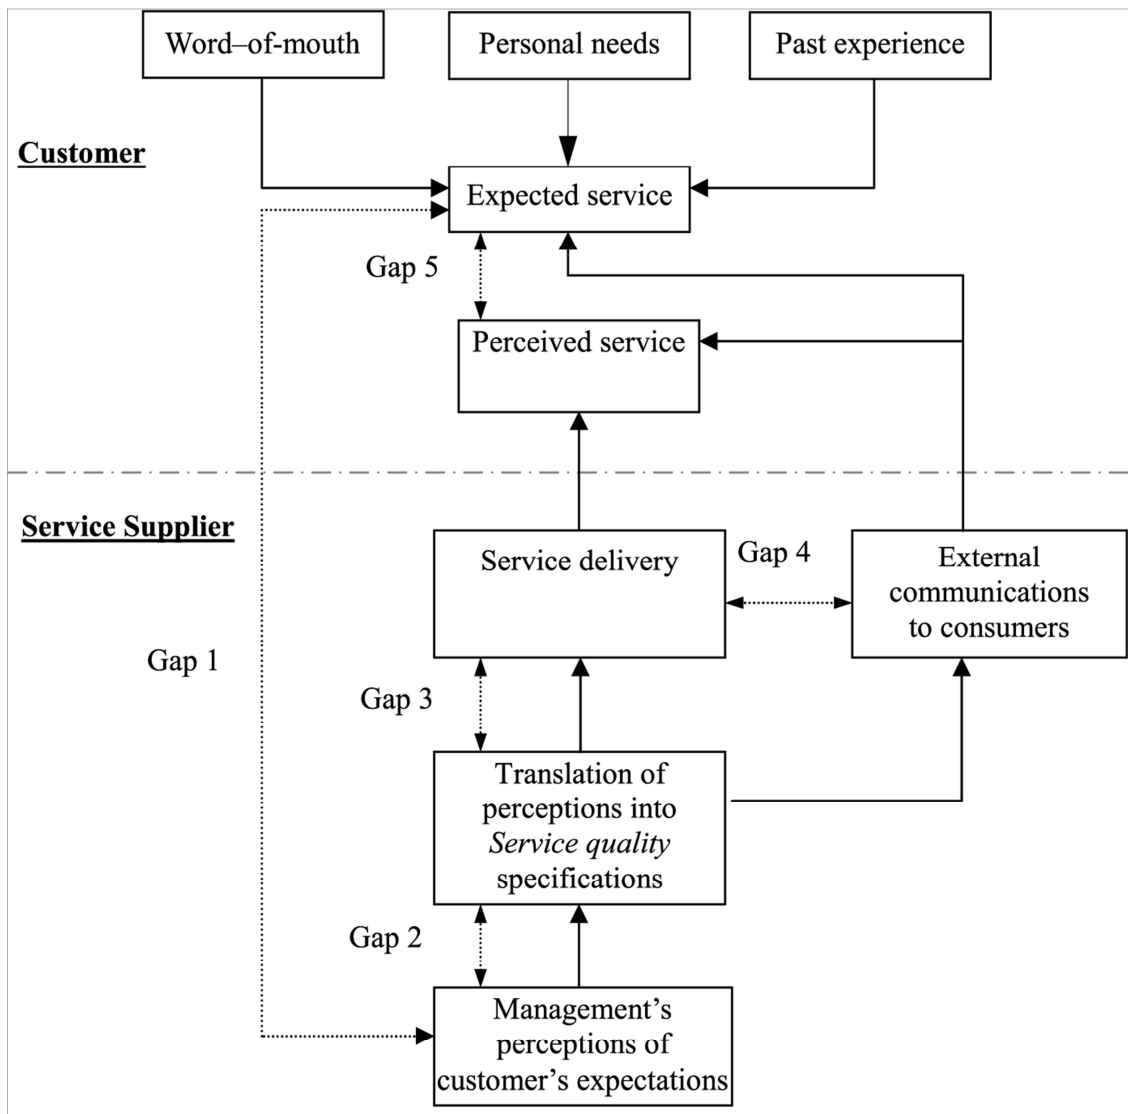 Word–of-mouth
Personal needs
Past experience
Customer
Expected service
Gap 5
Perceived service
Service Supplier
Service delivery
Gap 4
External
communications
to consumers
Gap 1
Gap 3
Translation of
perceptions into
Service quality
specifications
Gap 2
Management’s
perceptions of
customer’s expectations